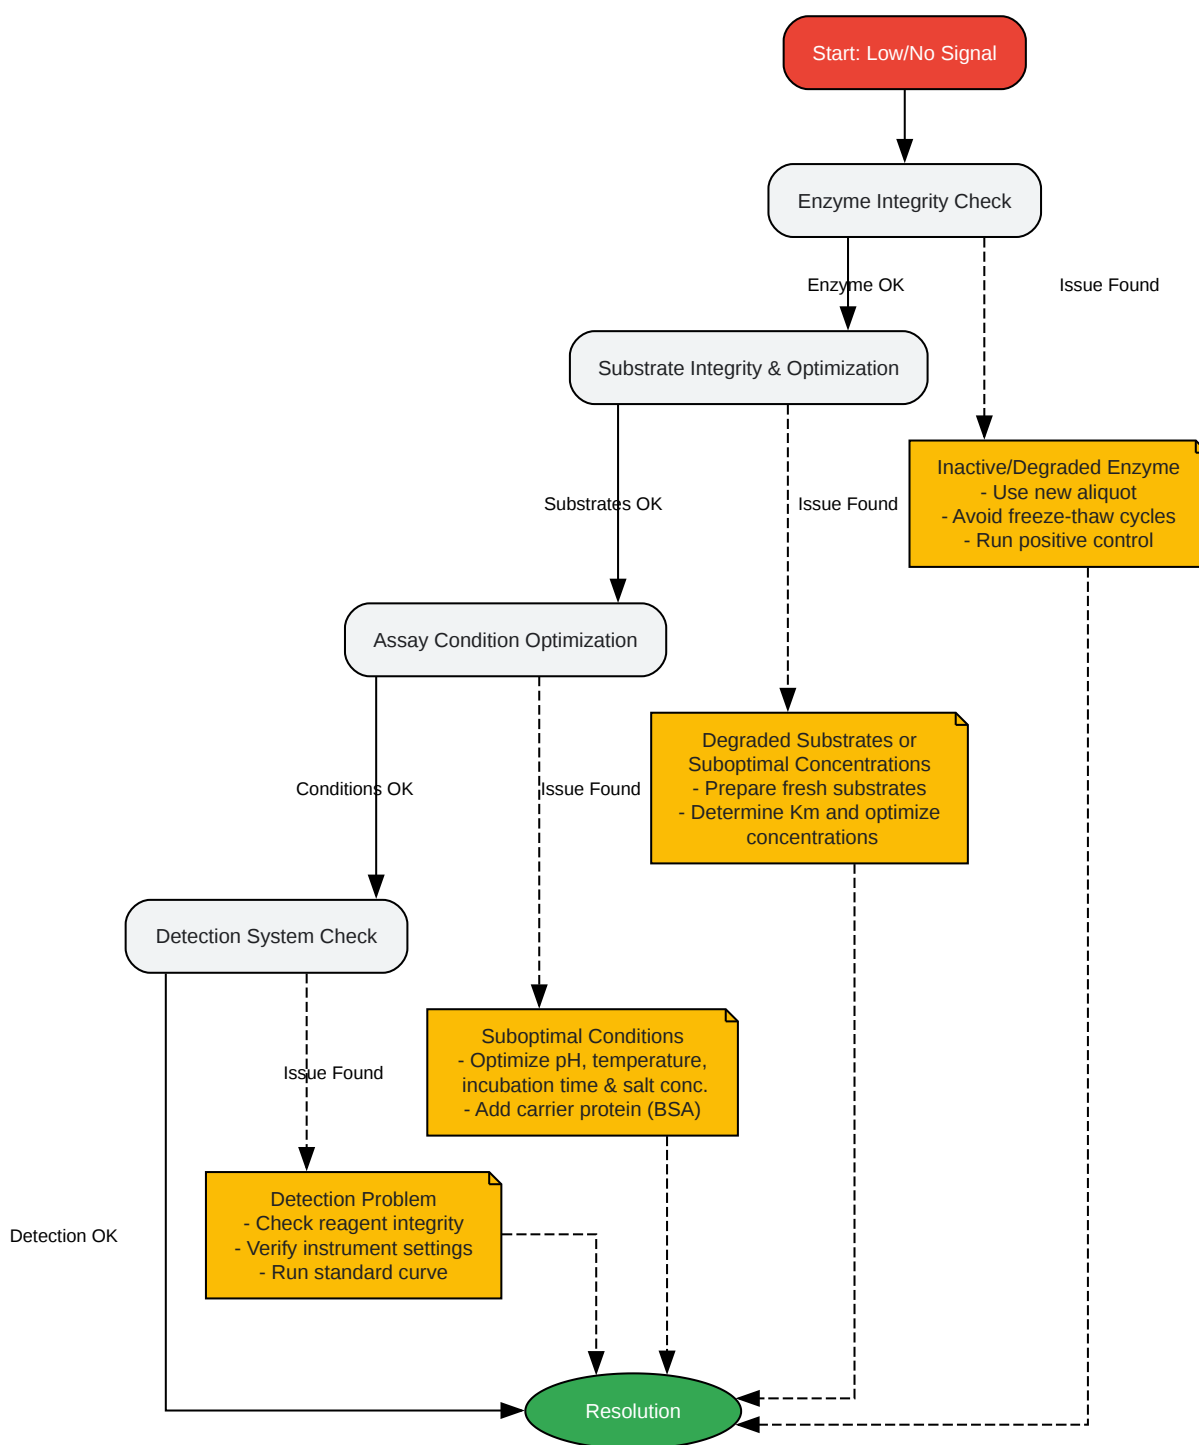 Start: Low/No Signal
Enzyme Integrity Check
Enzyme OK
Issue Found
Substrate Integrity & Optimization
Inactive/Degraded Enzyme
- Use new aliquot
- Avoid freeze-thaw cycles
- Run positive control
Substrates OK
Issue Found
Assay Condition Optimization
Degraded Substrates or
Suboptimal Concentrations
- Prepare fresh substrates
- Determine Km and optimize
concentrations
Conditions OK
Issue Found
Detection System Check
Suboptimal Conditions
- Optimize pH, temperature,
incubation time & salt conc.
- Add carrier protein (BSA)
Issue Found
Detection Problem
- Check reagent integrity
- Verify instrument settings
- Run standard curve
Detection OK
Resolution